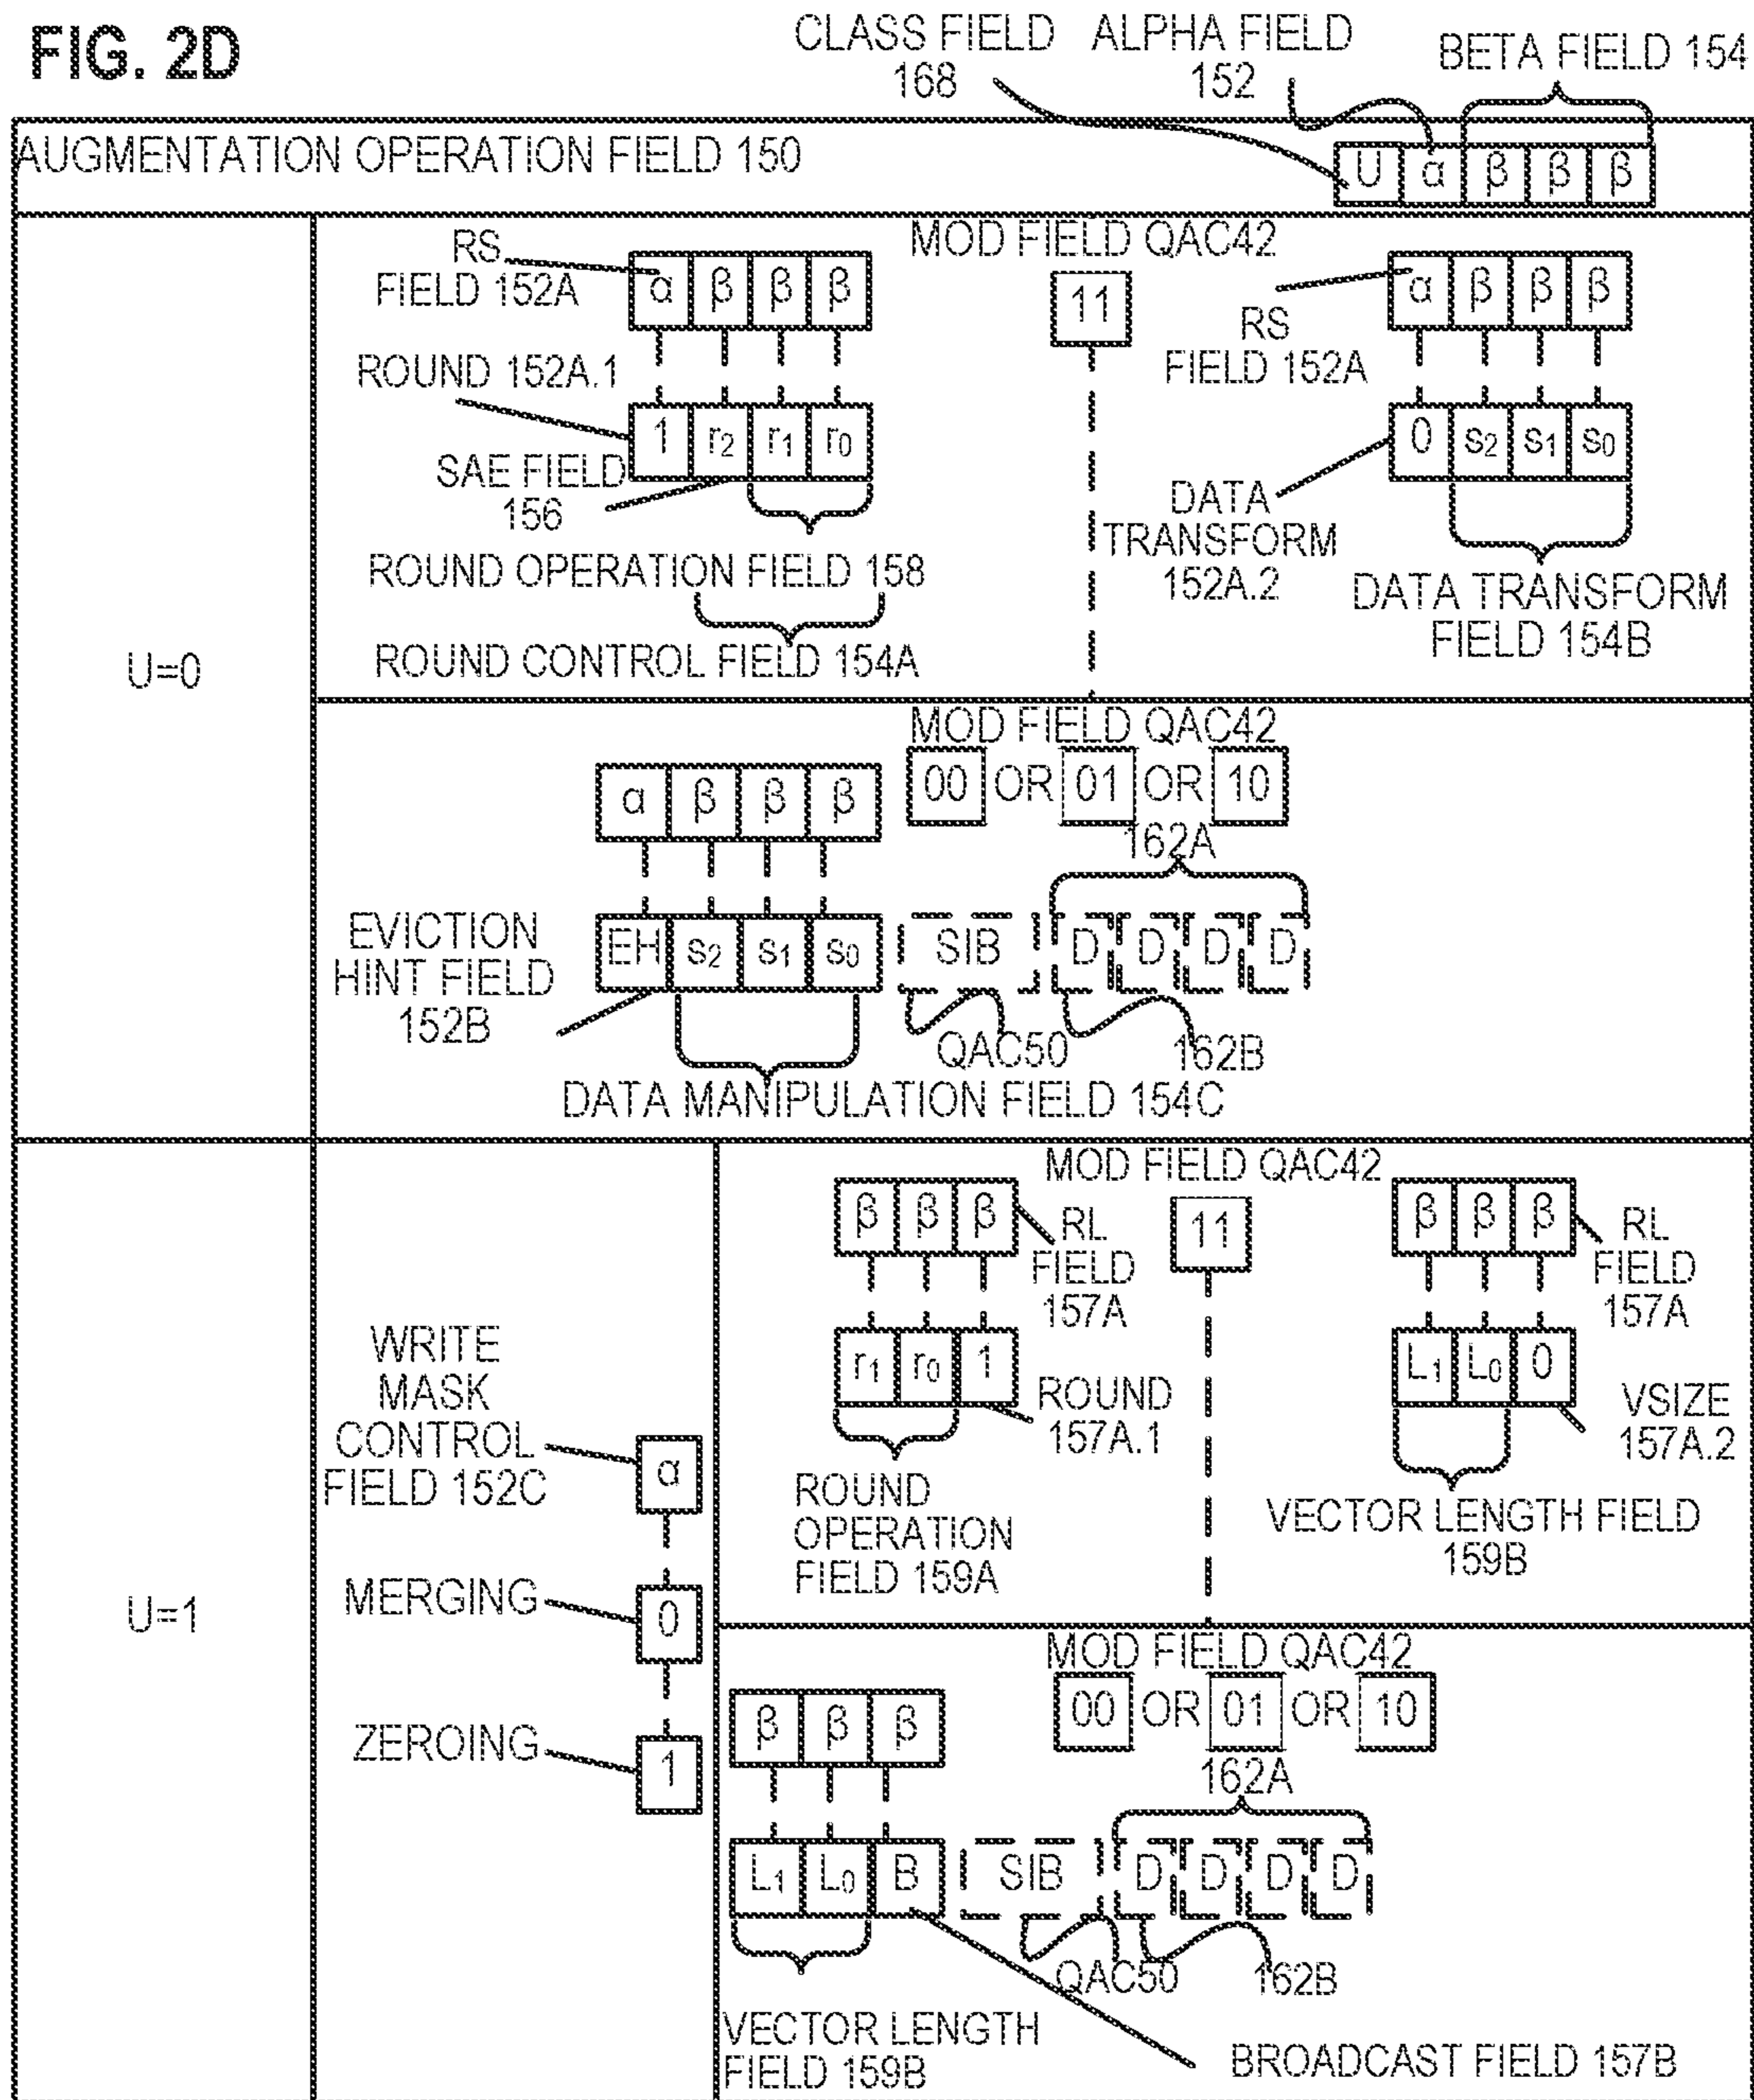 FIG. 2D
CLASS FIELD
168
ALPHA FIELD
152
BETA FIELD 154
AUGMENTATION OPERATION FIELD 150
U α β β β
U=0
MOD FIELD QAC42
11
RS
FIELD 152A
α β β β
ROUND 152A.1
1 r2 r1 r0
SAE FIELD
156
ROUND OPERATION FIELD 158
ROUND CONTROL FIELD 154A
α β β β
RS
FIELD 152A
0 s2 s1 s0
DATA
TRANSFORM
152A.2
DATA TRANSFORM
FIELD 154B
MOD FIELD QAC42
00 OR 01 OR 10
α β β β
162A
EVICTION
HINT FIELD
152B
EH s2 s1 s0 SIB D D D D
QAC50
162B
DATA MANIPULATION FIELD 154C
U=1
WRITE
MASK
CONTROL
FIELD 152C
α
MERGING
0
ZEROING
1
MOD FIELD QAC42
11
β β β
RL
FIELD
157A
r1 r0 1
ROUND
157A.1
ROUND
OPERATION
FIELD 159A
β β β
RL
FIELD
157A
L1 L0 0
VSIZE
157A.2
VECTOR LENGTH FIELD
159B
MOD FIELD QAC42
00 OR 01 OR 10
β β β
162A
L1 L0 B SIB D D D D
QAC50
162B
VECTOR LENGTH
FIELD 159B
BROADCAST FIELD 157B